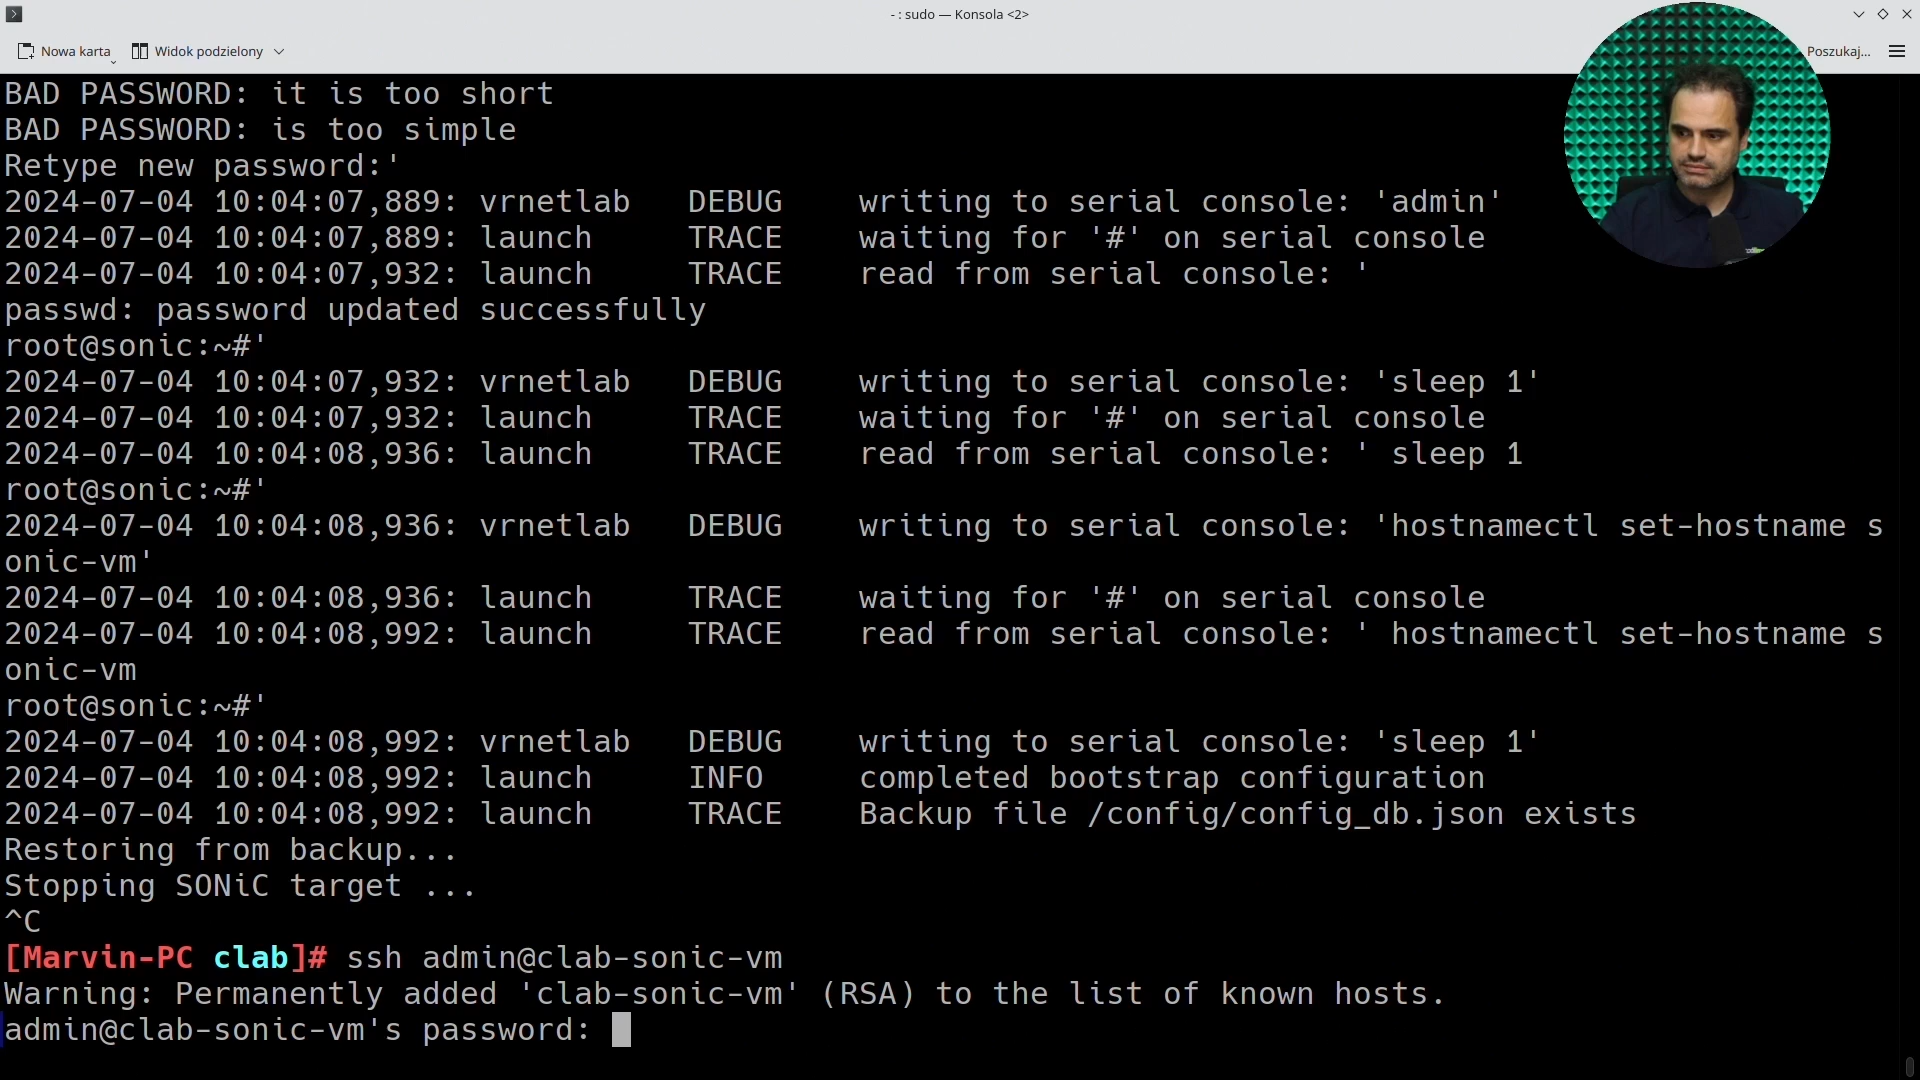 - : sudo — Konsola <2>
Nowa karta
Widok podzielony
Poszukaj...
BAD PASSWORD: it is too short
BAD PASSWORD: is too simple
Retype new password:'
2024-07-04 10:04:07,889: vrnetlab   DEBUG    writing to serial console: 'admin'
2024-07-04 10:04:07,889: launch     TRACE    waiting for '#' on serial console
2024-07-04 10:04:07,932: launch     TRACE    read from serial console: '
passwd: password updated successfully
root@sonic:~#'
2024-07-04 10:04:07,932: vrnetlab   DEBUG    writing to serial console: 'sleep 1'
2024-07-04 10:04:07,932: launch     TRACE    waiting for '#' on serial console
2024-07-04 10:04:08,936: launch     TRACE    read from serial console: ' sleep 1
root@sonic:~#'
2024-07-04 10:04:08,936: vrnetlab   DEBUG    writing to serial console: 'hostnamectl set-hostname s
onic-vm'
2024-07-04 10:04:08,936: launch     TRACE    waiting for '#' on serial console
2024-07-04 10:04:08,992: launch     TRACE    read from serial console: ' hostnamectl set-hostname s
onic-vm
root@sonic:~#'
2024-07-04 10:04:08,992: vrnetlab   DEBUG    writing to serial console: 'sleep 1'
2024-07-04 10:04:08,992: launch     INFO     completed bootstrap configuration
2024-07-04 10:04:08,992: launch     TRACE    Backup file /config/config_db.json exists
Restoring from backup...
Stopping SONiC target ...
^C
[Marvin-PC clab]# ssh admin@clab-sonic-vm
Warning: Permanently added 'clab-sonic-vm' (RSA) to the list of known hosts.
admin@clab-sonic-vm's password: